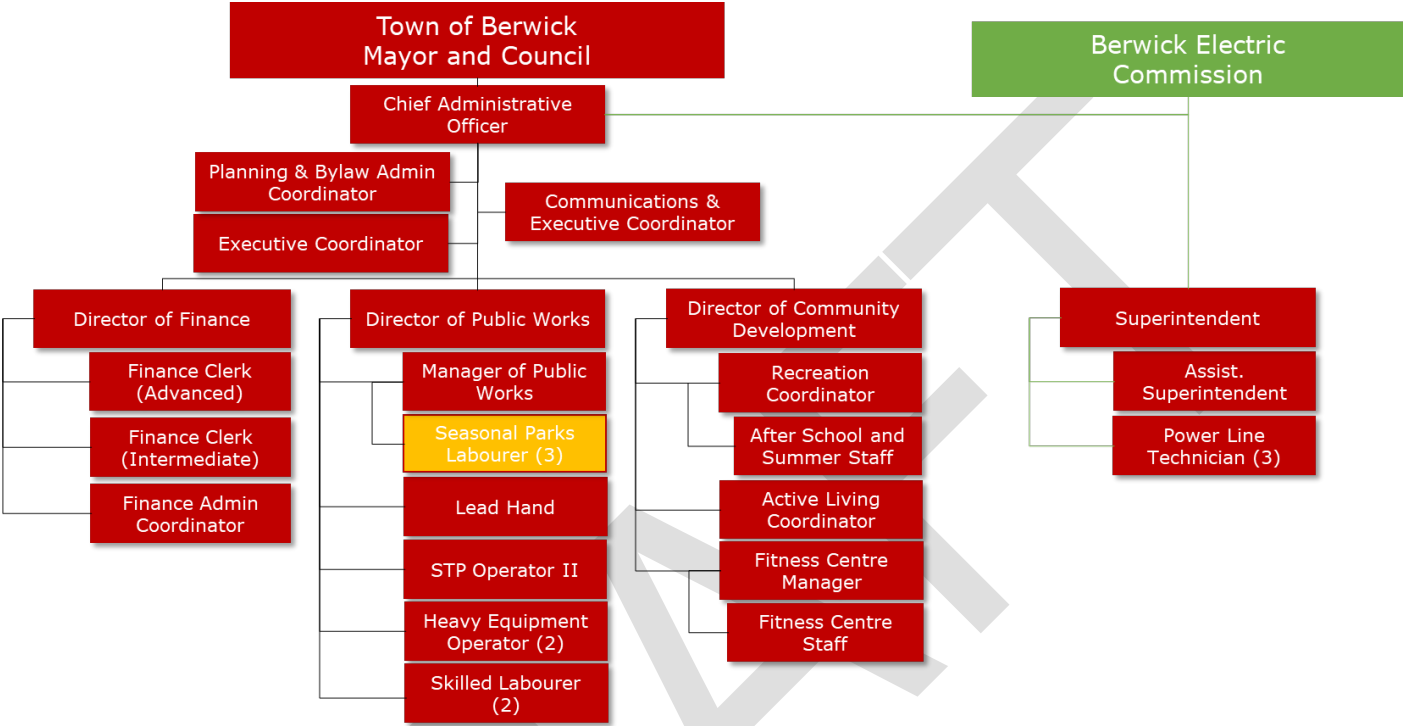 Town of Berwick
Mayor and Council
Berwick Electric
Commission
Chief Administrative
Officer
Planning & Bylaw Admin
Coordinator
Communications &
Executive Coordinator
Executive Coordinator
Director of Finance
Finance Clerk
(Advanced)
Finance Clerk
(Intermediate)
Finance Admin
Coordinator
Director of Public Works
Manager of Public
Works
Seasonal Parks
Labourer (3)
Lead Hand
STP Operator II
Heavy Equipment
Operator (2)
Skilled Labourer
(2)
Director of Community
Development
Recreation
Coordinator
After School and
Summer Staff
Active Living
Coordinator
Fitness Centre
Manager
Fitness Centre
Staff
Superintendent
Assist.
Superintendent
Power Line
Technician (3)